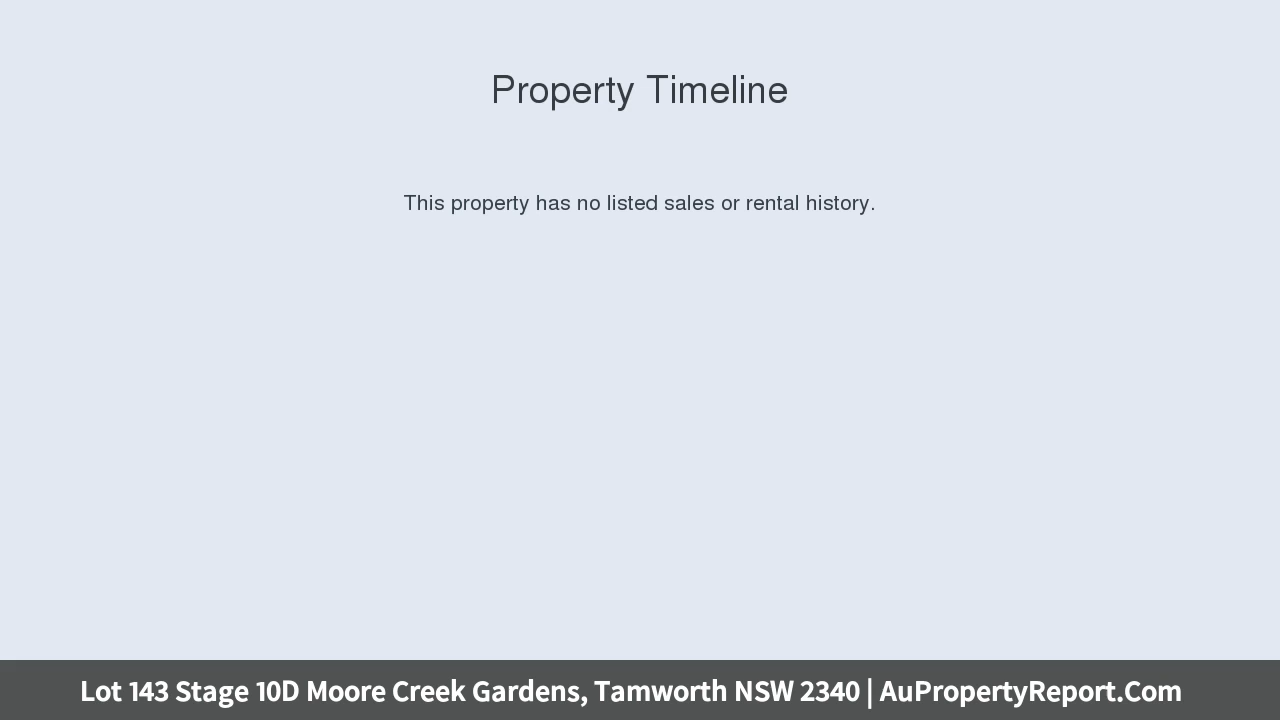 Property Timeline
This property has no listed sales or rental history.
Lot 143 Stage 10D Moore Creek Gardens, Tamworth NSW 2340 | AuPropertyReport.Com